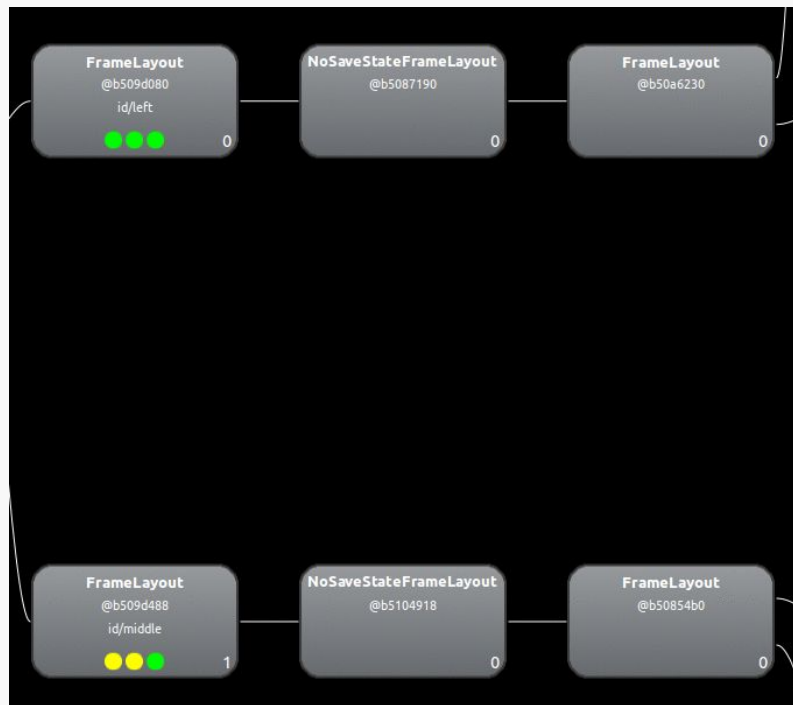 FrameLayout
@b509d080
id/left
0
NoSaveStateFrameLayout
@b5087190
0
FrameLayout
@b50a6230
0
FrameLayout
@b509d488
id/middle
1
NoSaveStateFrameLayout
@b5104918
0
FrameLayout
@b50854b0
0